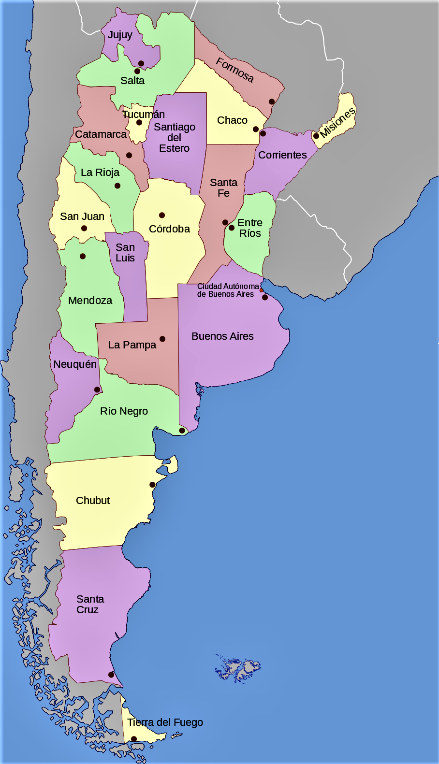 Jujuy
Salta
Formosa
Tucumán
Chaco
Misiones
Catamarca
Santiago
del
Estero
Corrientes
La Rioja
Santa
Fe
San Juan
Córdoba
Entre
Ríos
San
Luis
Mendoza
Ciudad Autónoma
de Buenos Aires
La Pampa
Buenos Aires
Neuquén
Río Negro
Chubut
Santa
Cruz
Tierra del Fuego